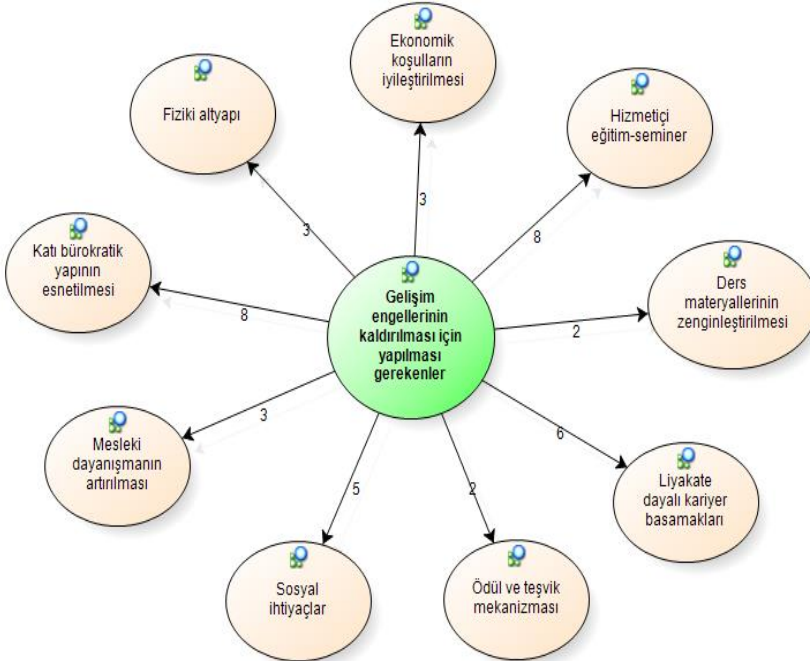 Ekonomik
koşulların
iyileştirilmesi
Fiziki altyapı
Hizmetiçi
eğitim-seminer
3
3
8
Katı bürokratik
yapının
esnetilmesi
8
Gelişim
engellerinin
kaldırılması için
yapılması
gerekenler
2
Ders
materyallerinin
zenginleştirilmesi
Mesleki
dayanışmanın
artırılması
3
5
2
6
Liyakate
dayalı kariyer
basamakları
Sosyal
ihtiyaçlar
Ödül ve teşvik
mekanizması